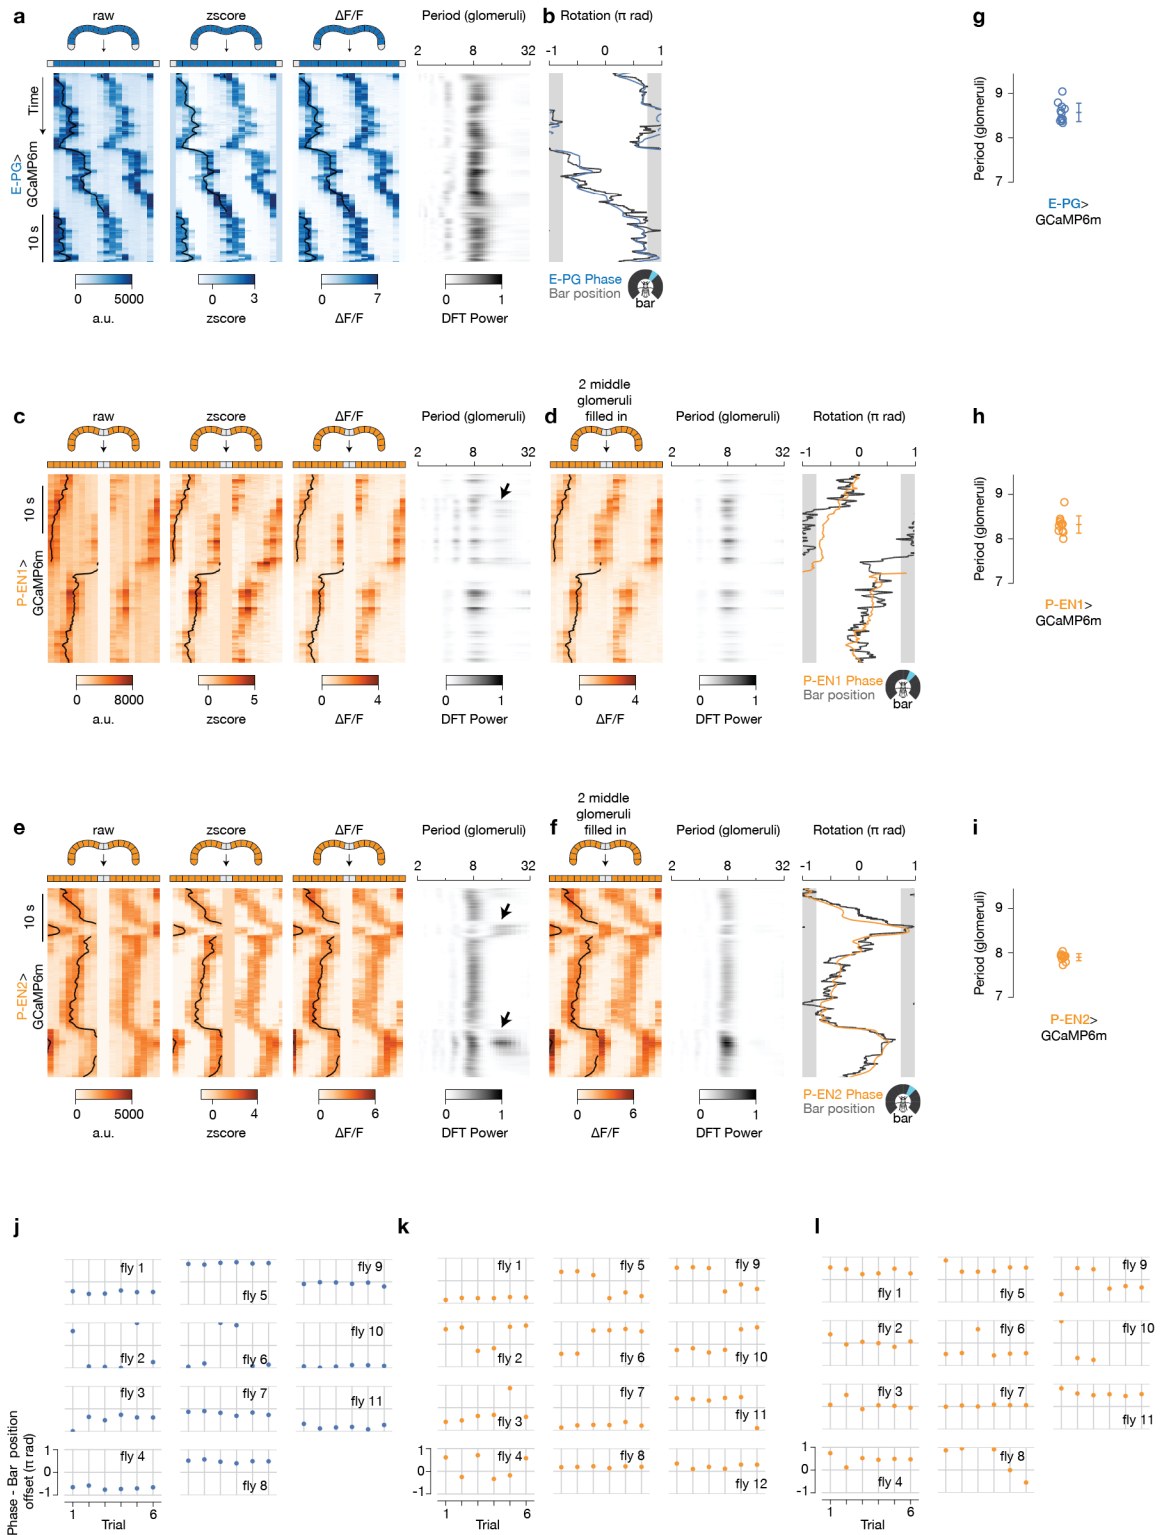 a
raw
zscore
ΔF/F
Period (glomeruli)
2 8 32
b
Rotation (π rad)
-1 0 1
g
Time
E-PG>
GCaMP6m
10 s
0 5000
a.u.
0 3
zscore
0 7
ΔF/F
0 1
DFT Power
E-PG Phase
Bar position
bar
Period (glomeruli)
9
8
7
E-PG>
GCaMP6m
c
raw
zscore
ΔF/F
Period (glomeruli)
2 8 32
d
2 middle
glomeruli
filled in
Period (glomeruli)
2 8 32
Rotation (π rad)
-1 0 1
h
10 s
P-EN1>
GCaMP6m
0 8000
a.u.
0 5
zscore
0 4
ΔF/F
0 1
DFT Power
0 4
ΔF/F
0 1
DFT Power
P-EN1 Phase
Bar position
bar
Period (glomeruli)
9
8
7
P-EN1>
GCaMP6m
e
raw
zscore
ΔF/F
Period (glomeruli)
2 8 32
f
2 middle
glomeruli
filled in
Period (glomeruli)
2 8 32
Rotation (π rad)
-1 0 1
i
10 s
P-EN2>
GCaMP6m
0 5000
a.u.
0 4
zscore
0 6
ΔF/F
0 1
DFT Power
0 6
ΔF/F
0 1
DFT Power
P-EN2 Phase
Bar position
bar
Period (glomeruli)
9
8
7
P-EN2>
GCaMP6m
j
fly 1
fly 5
fly 9
fly 2
fly 6
fly 10
fly 3
fly 7
fly 11
fly 4
fly 8
Phase - Bar position
offset (π rad)
1
0
-1
1 6
Trial
k
fly 1
fly 5
fly 9
fly 2
fly 6
fly 10
fly 3
fly 7
fly 11
fly 4
fly 8
fly 12
1
0
-1
1 6
Trial
l
fly 1
fly 5
fly 9
fly 2
fly 6
fly 10
fly 3
fly 7
fly 11
fly 4
fly 8
1
0
-1
1 6
Trial